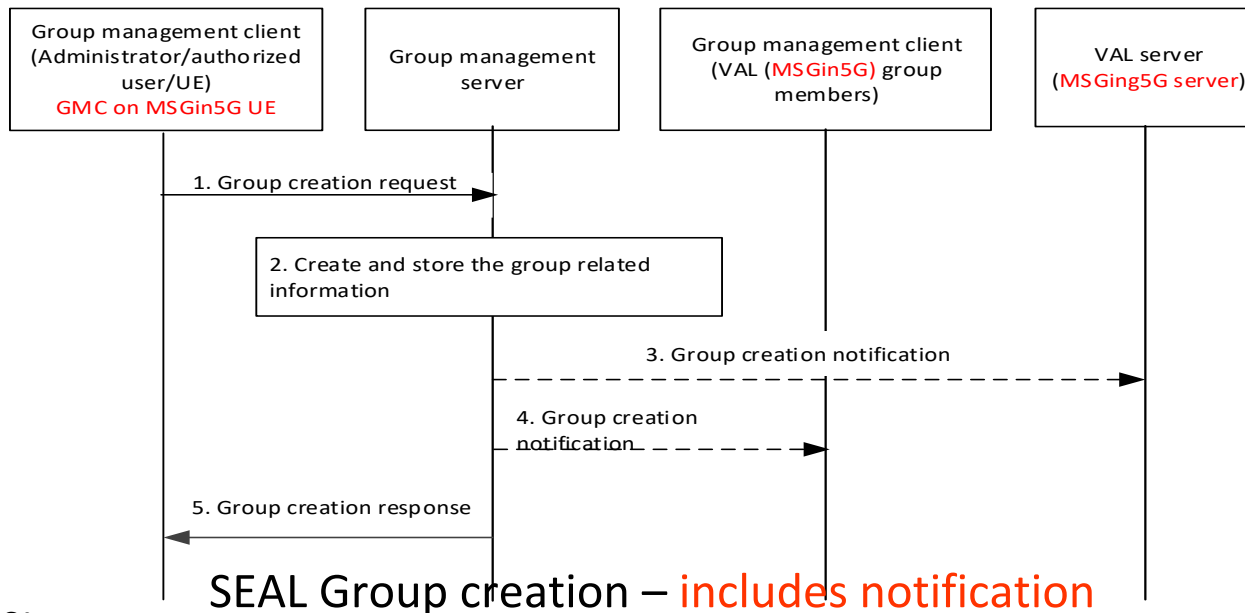 Group management client
(Administrator/authorized
user/UE)
GMC on MSGin5G UE
Group management
server
Group management client
(VAL (MSGin5G) group
members)
VAL server
(MSGing5G server)
1. Group creation request
2. Create and store the group related
information
3. Group creation notification
4. Group creation
notification
5. Group creation response
SEAL Group creation – includes notification